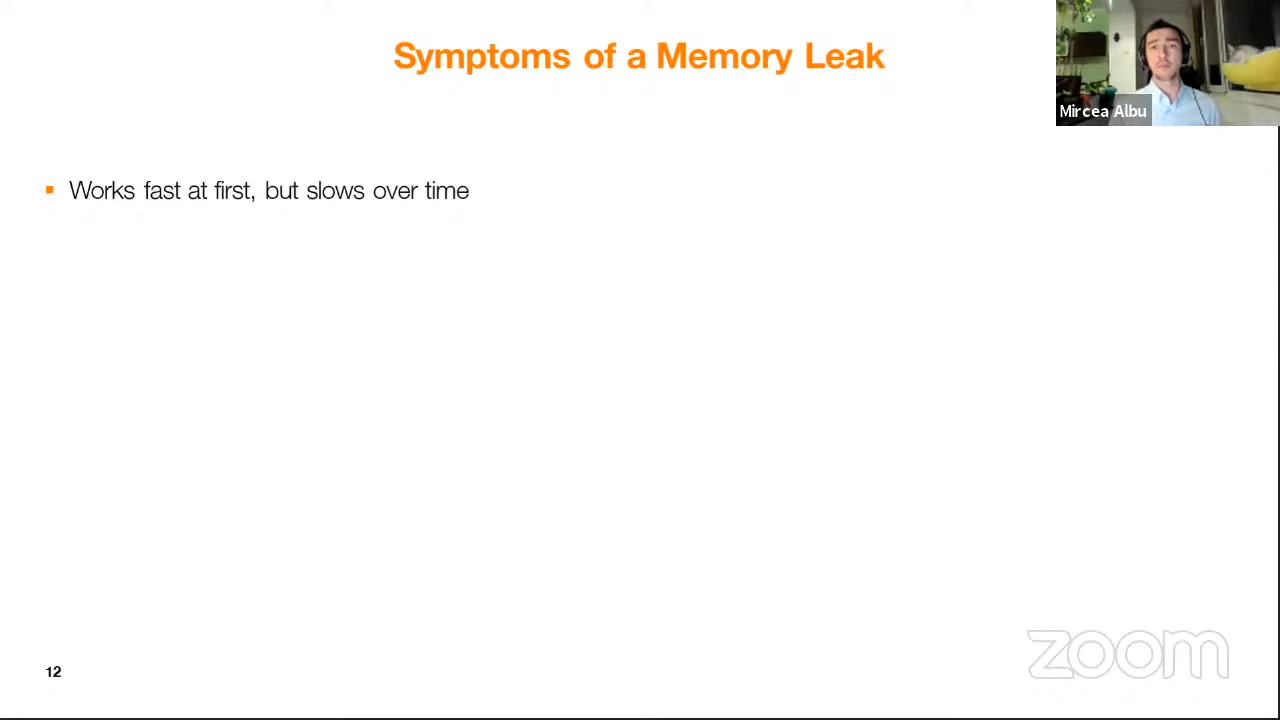 Symptoms of a Memory Leak
Mircea Albu
Works fast at first, but slows over time
zoom
12